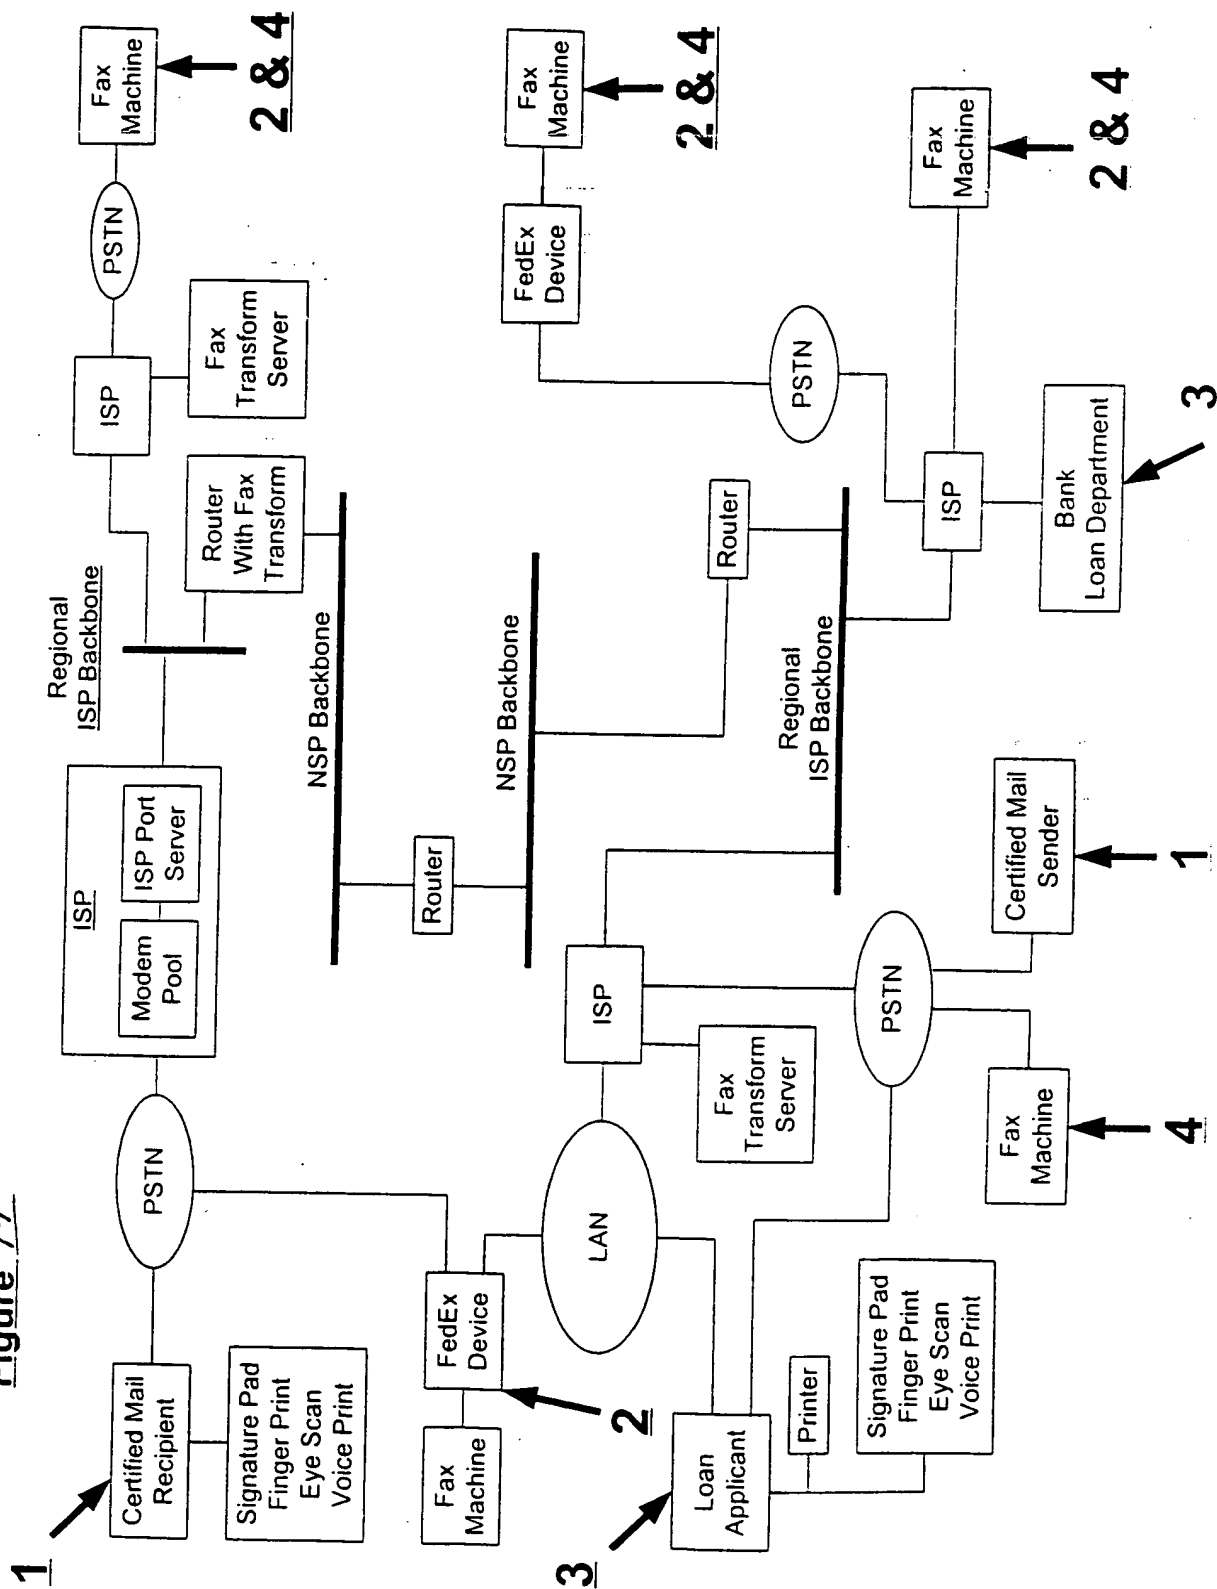 Figure
1
Certified Mail
Recipient
Signature Pad
Finger Print
Eye Scan
Voice Print
PSTN
ISP
Modem
Pool
ISP Port
Server
Regional
ISP Backbone
ISP
PSTN
Fax
Machine
2 & 4
Router
With Fax
Transform
Fax
Transform
Server
NSP Backbone
Router
Fax
Machine
FedEx
Device
2
NSP Backbone
FedEx
Device
Fax
Machine
2 & 4
3
Loan
Applicant
Printer
Signature Pad
Finger Print
Eye Scan
Voice Print
LAN
ISP
Fax
Transform
Server
Router
PSTN
Regional
ISP Backbone
PSTN
ISP
Fax
Machine
2 & 4
Fax
Machine
4
Certified Mail
Sender
1
Bank
Loan Department
3